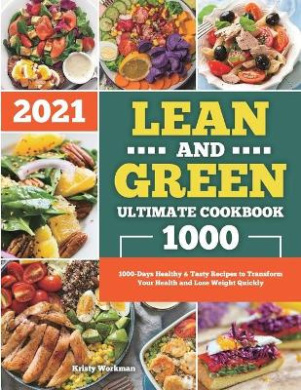 2021
LEAN
AND
GREEN
ULTIMATE COOKBOOK
1000
1000-Days Healthy & Tasty Recipes to Transform
Your Health and Lose Weight Quickly
Kristy Workman